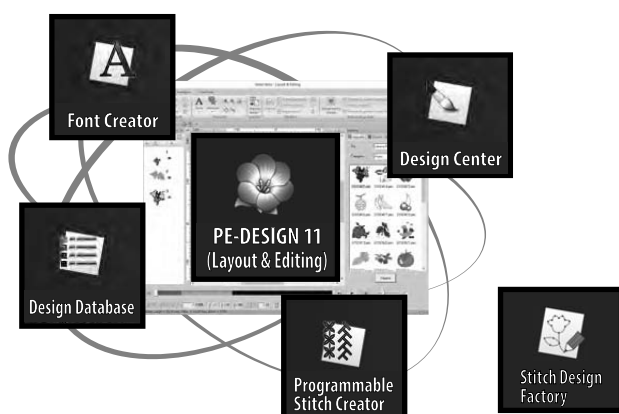 Font Creator
Design Center
PE-DESIGN 11
(Layout & Editing)
Design Database
Programmable
Stitch Creator
Stitch Design
Factory